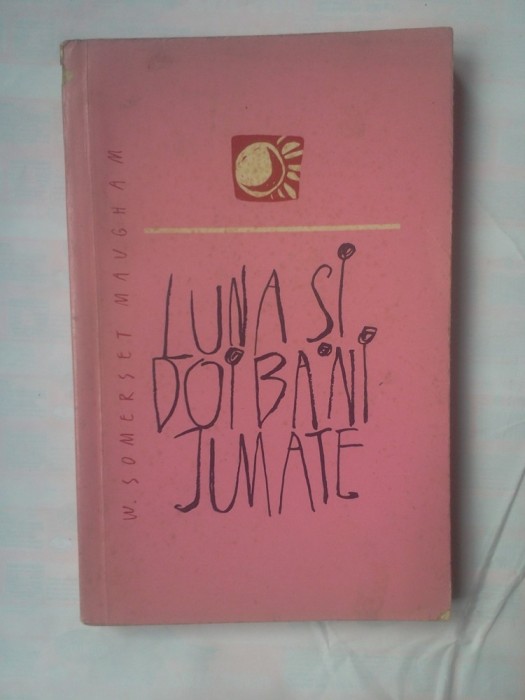 W. SOMERSET MAUGHAM
LUNA ȘI
DOI BANI
JUMATE